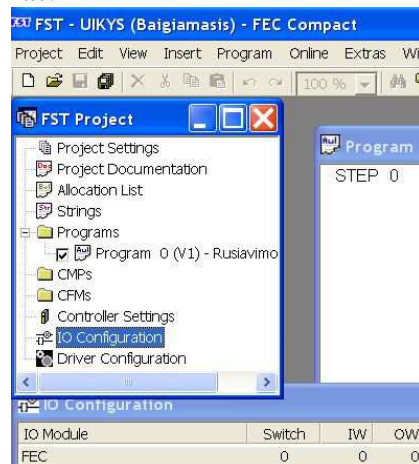 FST - UIKYS (Baigiamasis) - FEC Compact
Project Edit View Insert Program Online Extras Wi
100 %
FST Project
Project Settings
Project Documentation
Allocation List
Strings
Programs
Program 0 (V1) - Rusiavimo
CMPs
CFMs
Controller Settings
IO Configuration
Driver Configuration
Program
STEP 0
IO Configuration
IO Module Switch IW OW
FEC 0 0 0